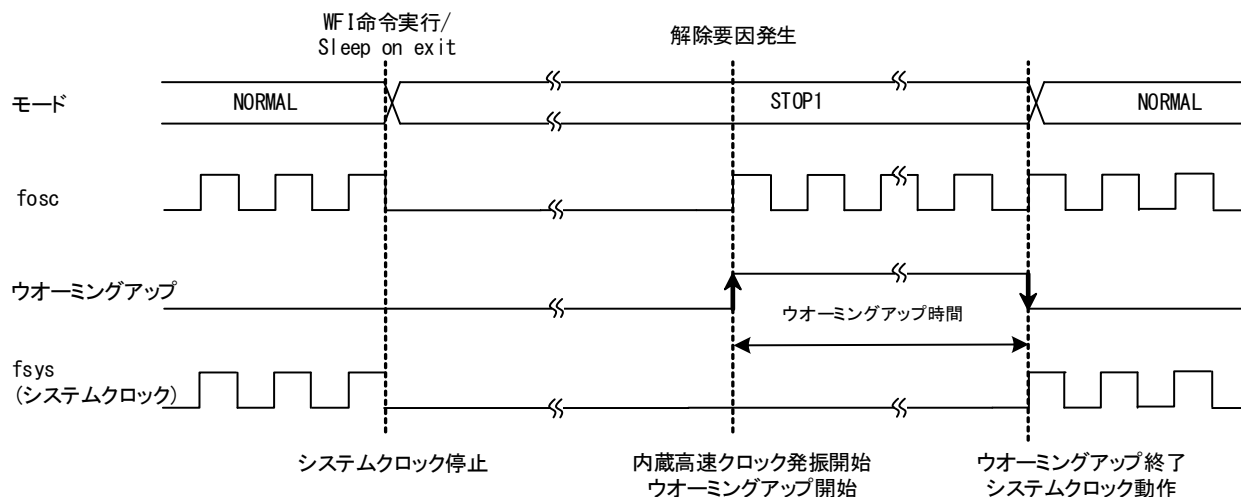 WFI命令実行/
Sleep on exit
解除要因発生
モード
NORMAL
STOP1
NORMAL
fosc
ウオーミングアップ
ウオーミングアップ時間
fsys
(システムクロック)
システムクロック停止
内蔵高速クロック発振開始
ウオーミングアップ開始
ウオーミングアップ終了
システムクロック動作